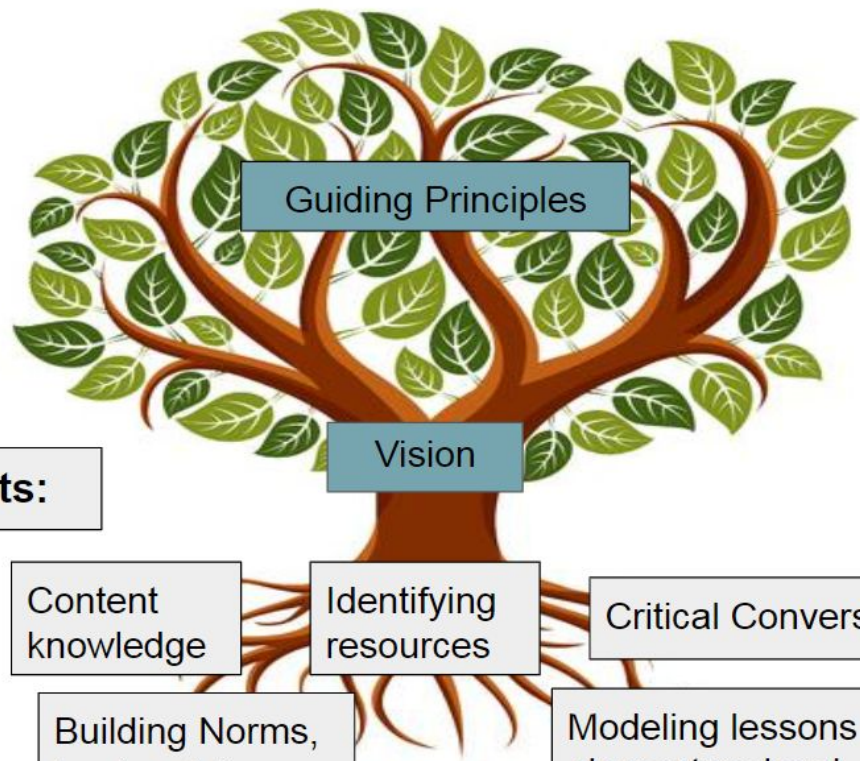 Guiding Principles
Vision
ts:
Content
knowledge
Identifying
resources
Critical Convers
Building Norms,
Modeling lessons